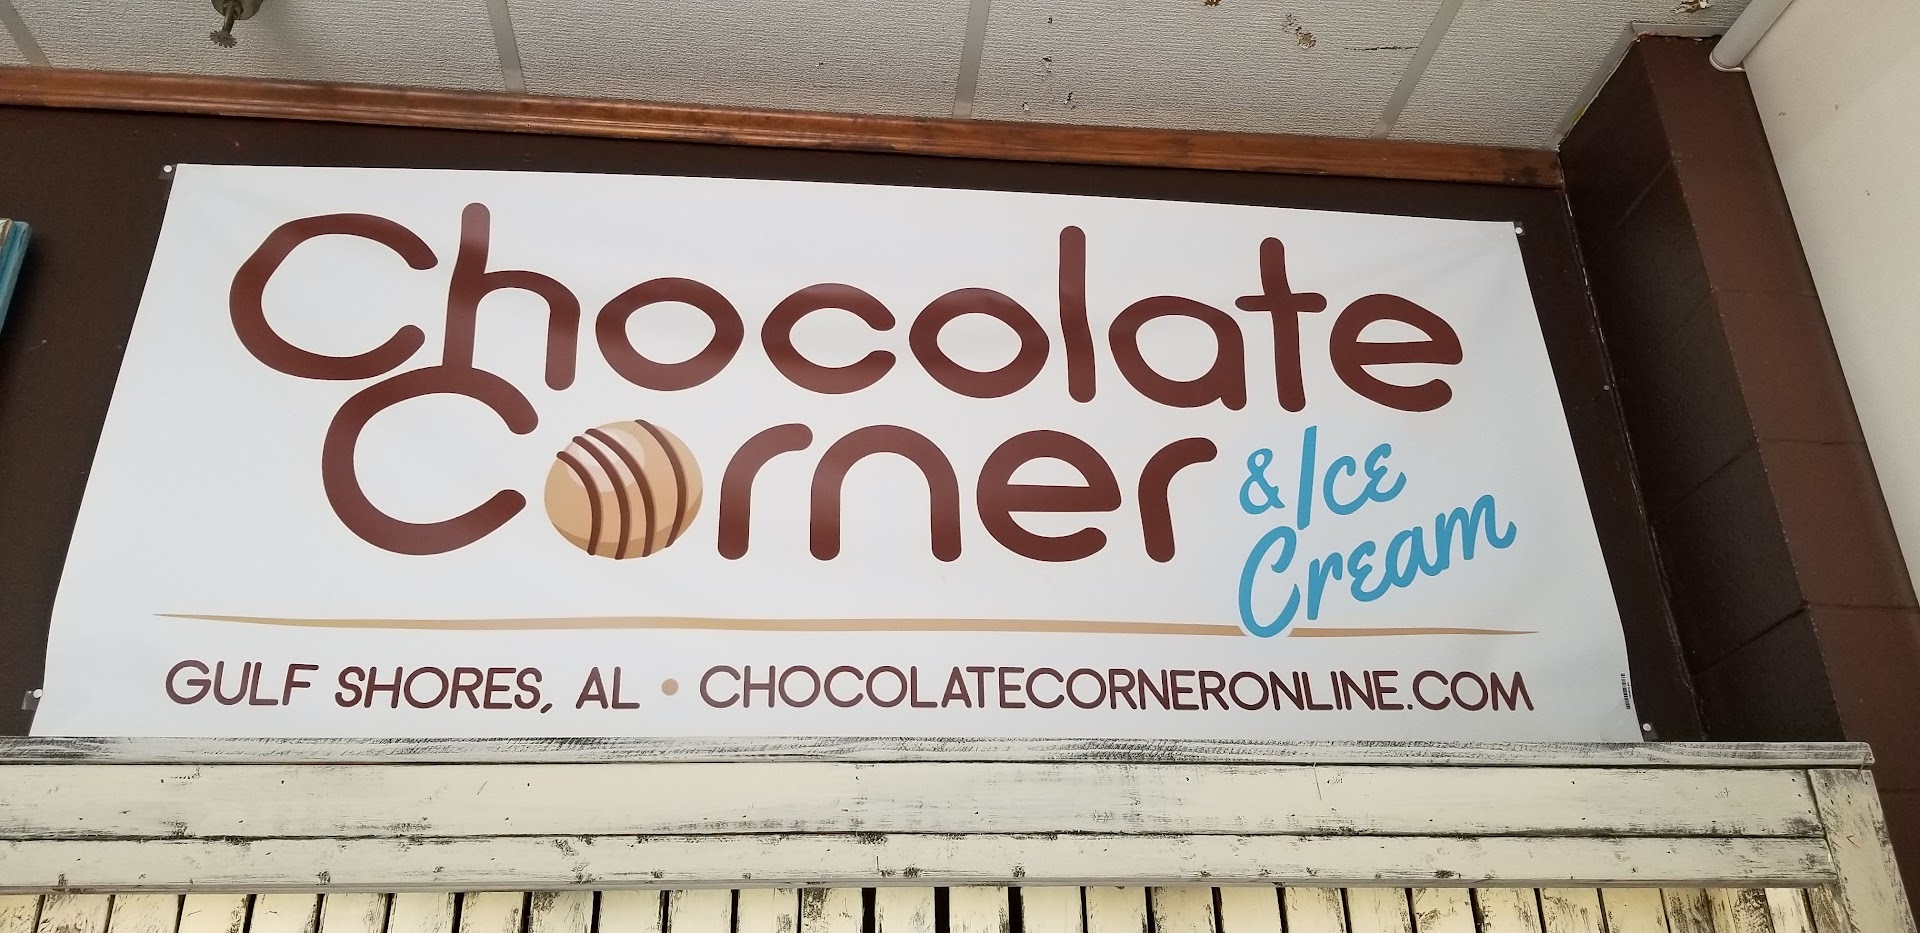 Chocolate
Corner
& Ice
Cream
GULF SHORES, AL • CHOCOLATECORNERONLINE.COM